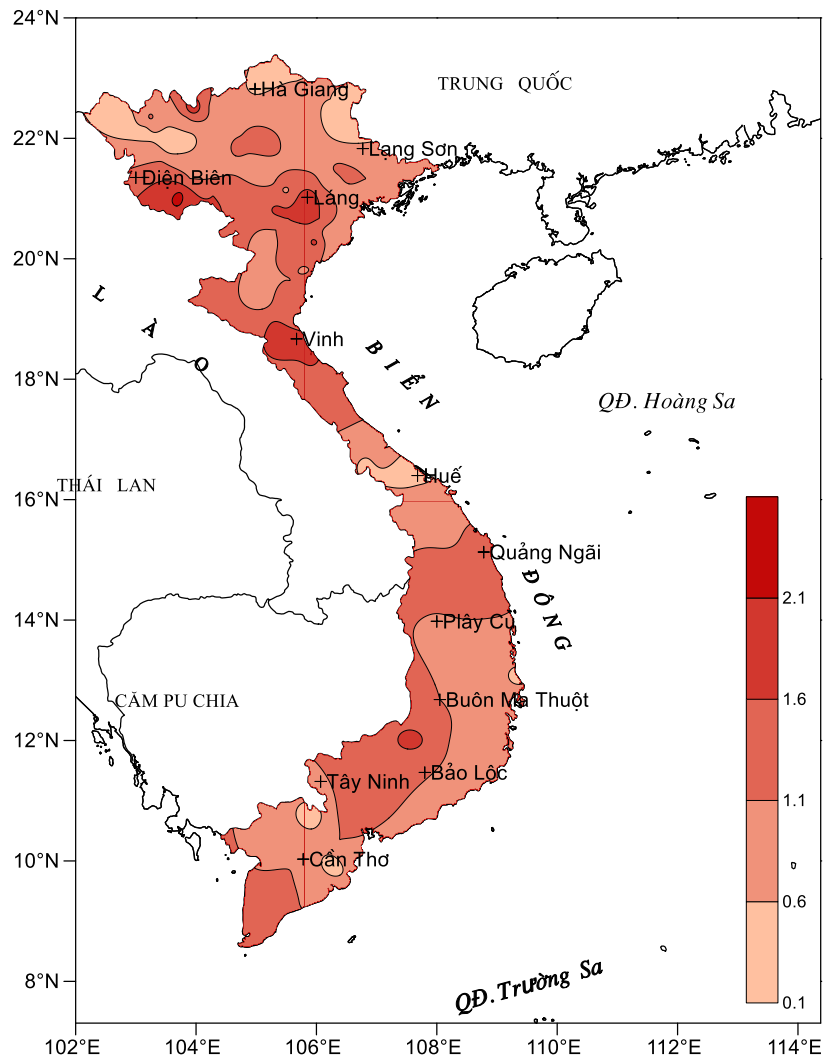 24°N
TRUNG QUỐC
Hà Giang
22°N
Lạng Sơn
Điện Biên
Láng
20°N
LÀO
Vinh
BIỂN
18°N
QĐ. Hoàng Sa
THÁI LAN
Huế
16°N
Quảng Ngãi
ĐÔNG
2.1
14°N
Plây Cu
CĂM PU CHIA
Buôn Ma Thuột
1.6
12°N
Bảo Lộc
Tây Ninh
1.1
10°N
Cần Thơ
0.6
8°N
QĐ.Trường Sa
0.1
102°E
104°E
106°E
108°E
110°E
112°E
114°E